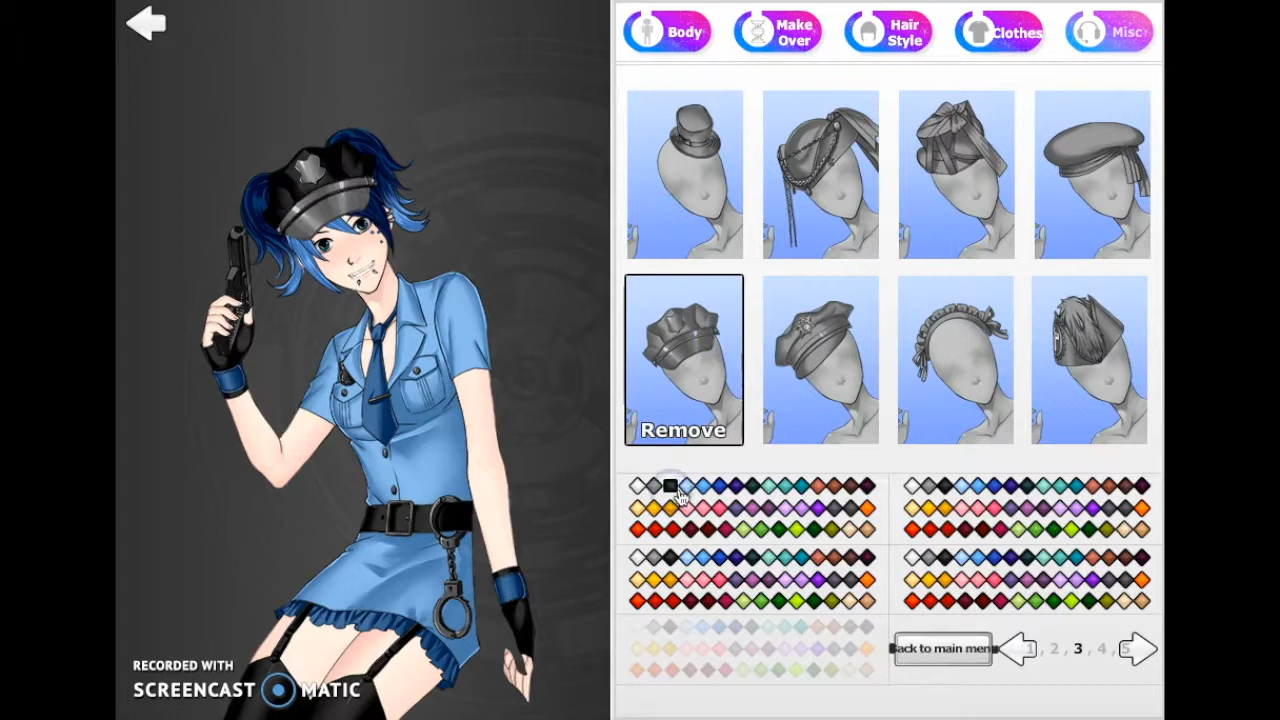 Body
Make
Over
Hair
Style
Clothes
Misc
Remove
ack to main men
1 , 2 , 3 , 4 , 5
RECORDED WITH
SCREENCAST MATIC